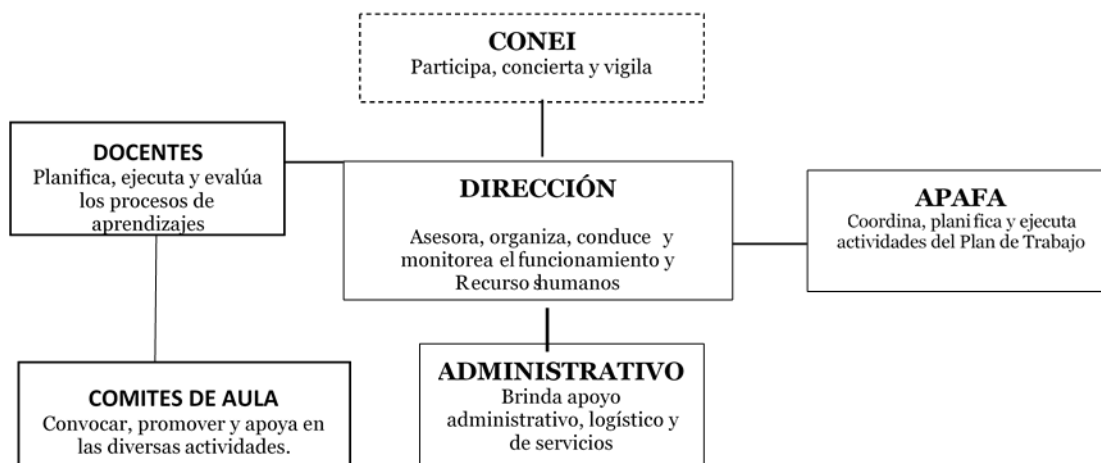 CONEI
Participa, concierta y vigila
DOCENTES
Planifica, ejecuta y evalúa
los procesos de
aprendizajes
DIRECCIÓN
Asesora, organiza, conduce y
monitorea el funcionamiento y
Recurso shumanos
APAFA
Coordina, planifica y ejecuta
actividades del Plan de Trabajo
COMITES DE AULA
Convocar, promover y apoya en
las diversas actividades.
ADMINISTRATIVO
Brinda apoyo
administrativo, logístico y
de servicios